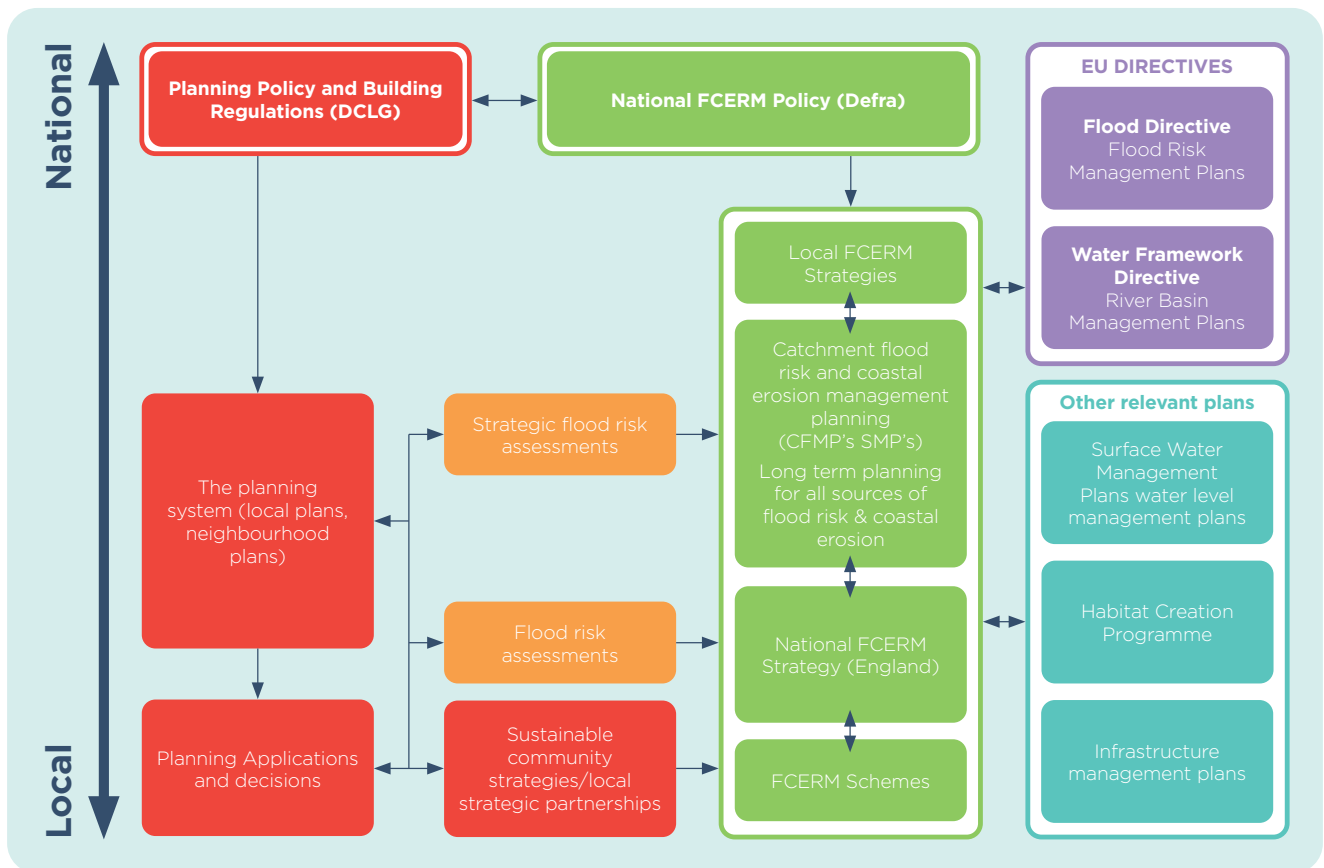 National
Local
Planning Policy and Building
Regulations (DCLG)
National FCERM Policy (Defra)
EU DIRECTIVES
Flood Directive
Flood Risk
Management Plans
Water Framework
Directive
River Basin
Management Plans
Local FCERM
Strategies
Catchment flood
risk and coastal
erosion management
planning
(CFMP's SMP's)
Long term planning
for all sources of
flood risk & coastal
erosion
National FCERM
Strategy (England)
FCERM Schemes
The planning
system (local plans,
neighbourhood
plans)
Planning Applications
and decisions
Strategic flood risk
assessments
Flood risk
assessments
Sustainable
community
strategies/local
strategic partnerships
Other relevant plans
Surface Water
Management
Plans water level
management plans
Habitat Creation
Programme
Infrastructure
management plans